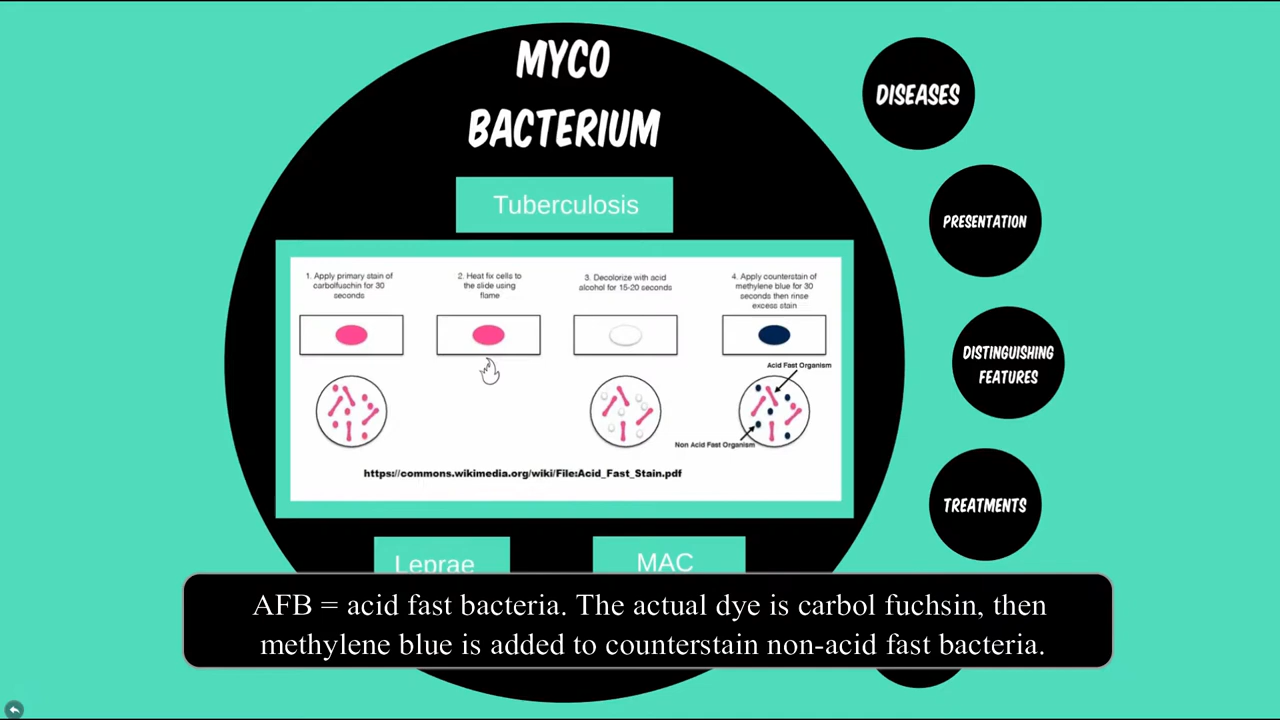 MYCO
BACTERIUM
Tuberculosis
1. Apply primary stain of
carbolfuschin for 30
seconds
2. Heat fix cells to
the slide using
flame
3. Decolorize with acid
alcohol for 15-20 seconds
4. Apply counterstain of
methylene blue for 30
seconds then rinse
excess stain
Acid Fast Organism
Non Acid Fast Organism
https://commons.wikimedia.org/wiki/File:Acid_Fast_Stain.pdf
Leprae
MAC
DISEASES
PRESENTATION
DISTINGUISHING
FEATURES
TREATMENTS
AFB = acid fast bacteria. The actual dye is carbol fuchsin, then
methylene blue is added to counterstain non-acid fast bacteria.